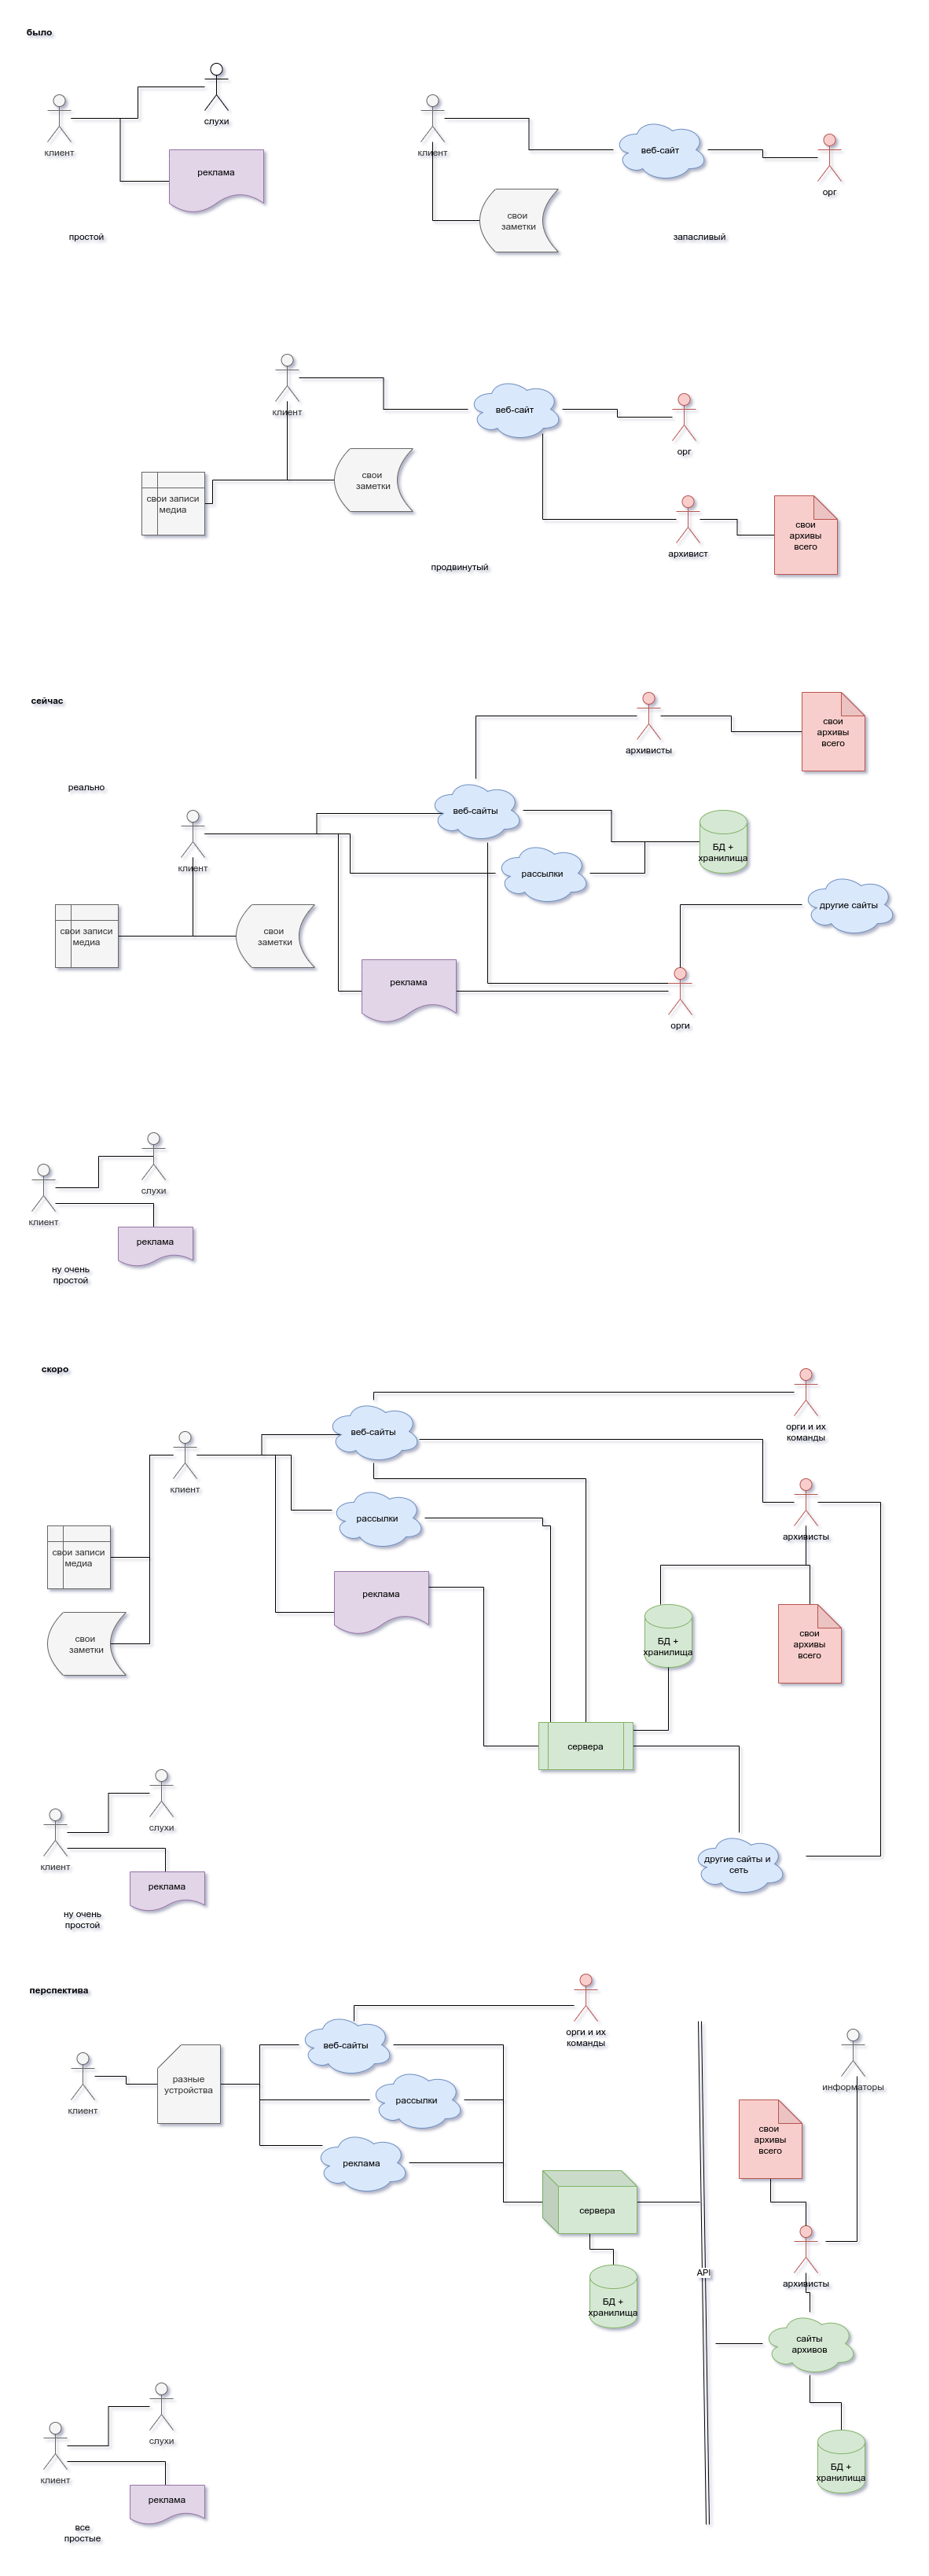 было
слухи
клиент
реклама
простой
клиент
веб-сайт
орг
свои
заметки
запасливый
клиент
веб-сайт
орг
свои записи
медиа
свои
заметки
архивист
свои
архивы
всего
продвинутый
сейчас
архивисты
свои
архивы
всего
реально
клиент
веб-сайты
БД +
хранилища
рассылки
другие сайты
свои записи
медиа
свои
заметки
реклама
орги
слухи
клиент
реклама
ну очень
простой
скоро
орги и их
команды
веб-сайты
клиент
рассылки
архивисты
свои записи
медиа
реклама
свои
заметки
БД +
хранилища
свои
архивы
всего
сервера
слухи
клиент
другие сайты и
сеть
реклама
ну очень
простой
перспектива
орги и их
команды
веб-сайты
клиент
разные
устройства
информаторы
рассылки
свои
архивы
всего
реклама
сервера
API
архивисты
БД +
хранилища
сайты
архивов
слухи
клиент
БД +
хранилища
реклама
все
простые